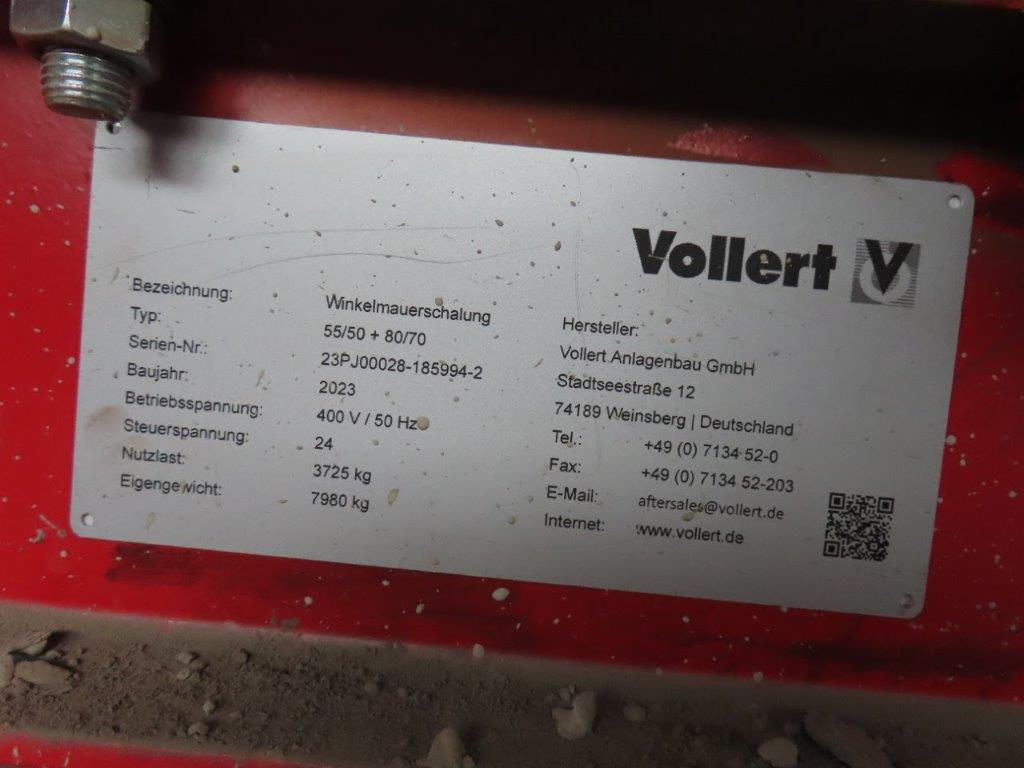 Vollert V
Bezeichnung: Winkelmauerschalung
Typ: 55/50 + 80/70
Serien-Nr.: 23PJ00028-185994-2
Baujahr: 2023
Betriebsspannung: 400 V / 50 Hz
Steuerspannung: 24
Nutzlast: 3725 kg
Eigengewicht: 7980 kg
Hersteller:
Vollert Anlagenbau GmbH
Stadtseestraße 12
74189 Weinsberg | Deutschland
Tel.: +49 (0) 7134 52-0
Fax: +49 (0) 7134 52-203
E-Mail: aftersales@vollert.de
Internet: www.vollert.de